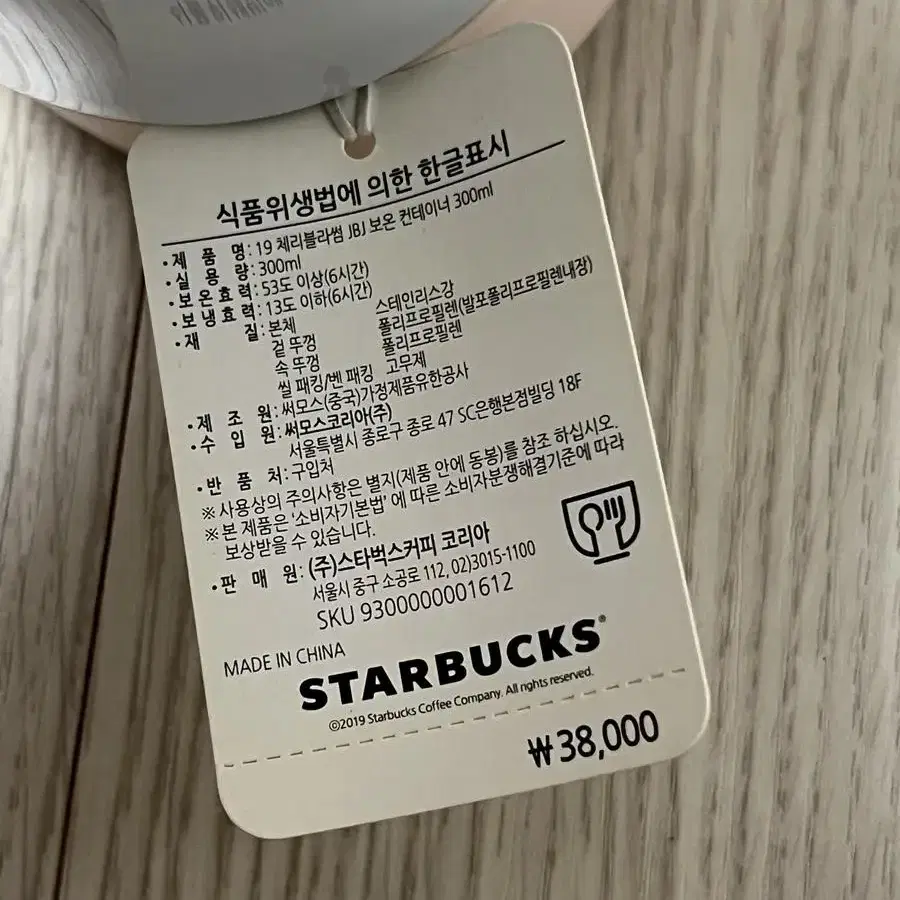 식품위생법에 의한 한글표시
•제 품 명: 19 체리블라썸 JBJ 보온 컨테이너 300ml
•실 용 량: 300ml
•보 온 효 력: 53도 이상(6시간)
•보 냉 효 력: 13도 이하(6시간)
•재 질: 본체 스테인리스강
겉 뚜껑 폴리프로필렌(발포폴리프로필렌내장)
속 뚜껑 폴리프로필렌
씰 패킹/벤 패킹 고무제
•제 조 원: 써모스(중국)가정제품유한공사
•수 입 원: 써모스코리아(주)
서울특별시 종로구 종로 47 SC은행본점빌딩 18F
•반 품 처: 구입처
※ 사용상의 주의사항은 별지(제품 안에 동봉)를 참조 하십시오.
※ 본 제품은 '소비자기본법' 에 따른 소비자분쟁해결기준에 따라
보상받을 수 있습니다.
•판 매 원: (주)스타벅스커피 코리아
서울시 중구 소공로 112, 02)3015-1100
SKU 9300000001612
MADE IN CHINA
STARBUCKS®
©2019 Starbucks Coffee Company. All rights reserved.
₩38,000